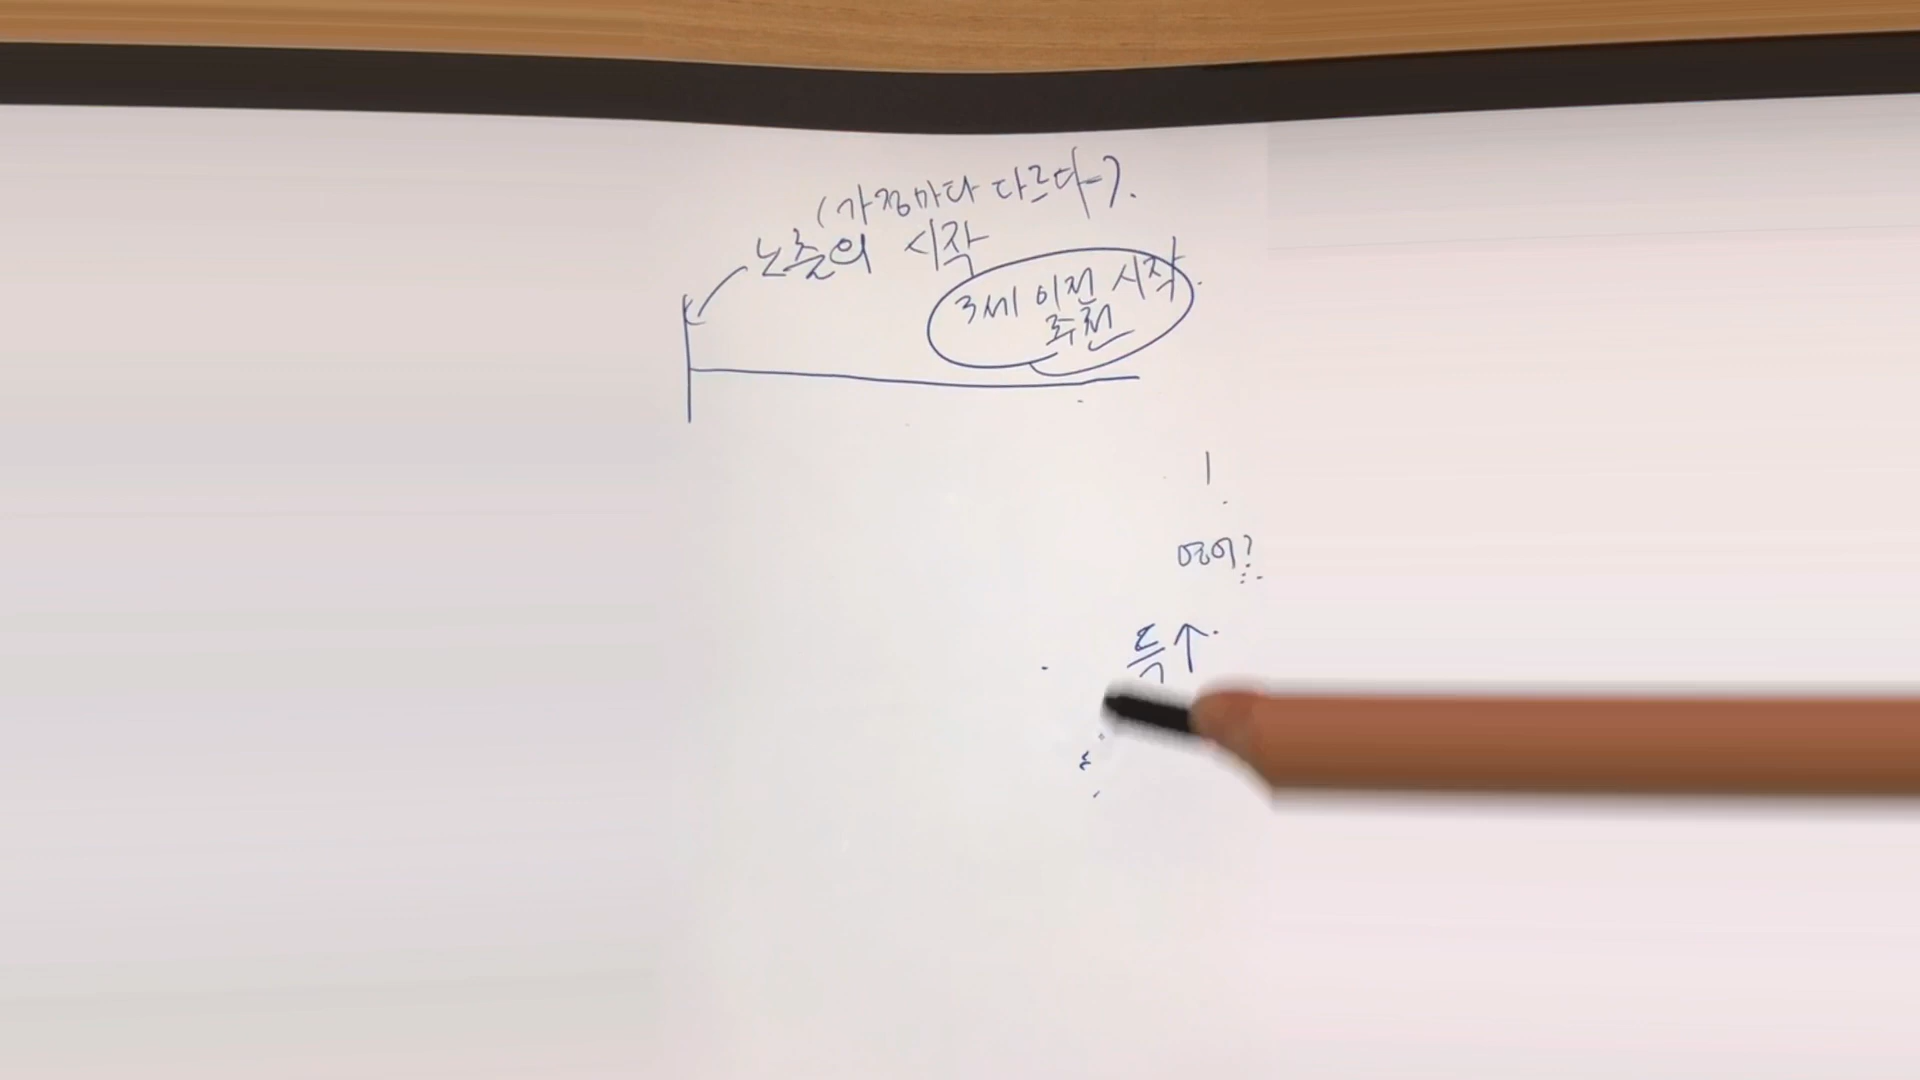 (가정마다 다르다).
노출의 시작
3세 이전 시작.
추천
영어?
득↑